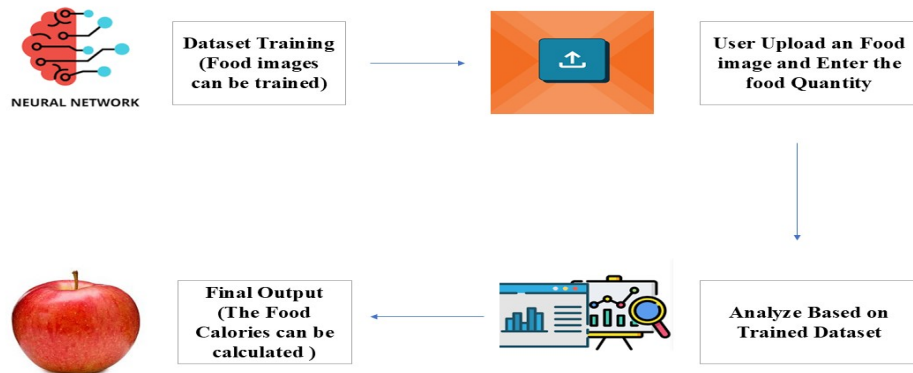 NEURAL NETWORK
Dataset Training
(Food images
can be trained)
User Upload an Food
image and Enter the
food Quantity
Final Output
(The Food
Calories can be
calculated )
Analyze Based on
Trained Dataset